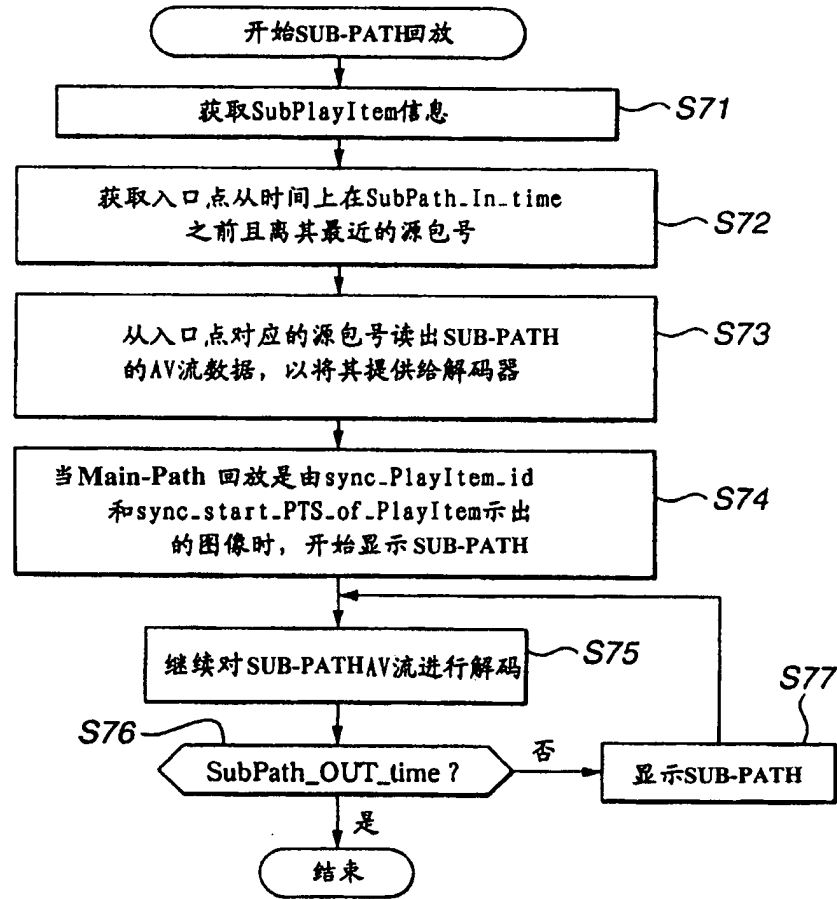 开始SUB-PATH回放
获取SubPlayItem信息
S71
获取入口点从时间上在SubPath_In_time
之前且离其最近的源包号
S72
从入口点对应的源包号读出SUB-PATH
的AV流数据，以将其提供给解码器
S73
当Main-Path 回放是由sync_PlayItem_id
和sync_start_PTS_of_PlayItem示出
的图像时，开始显示SUB-PATH
S74
继续对SUB-PATHAV流进行解码
S75
S76
SubPath_OUT_time？
否
S77
显示SUB-PATH
是
结束